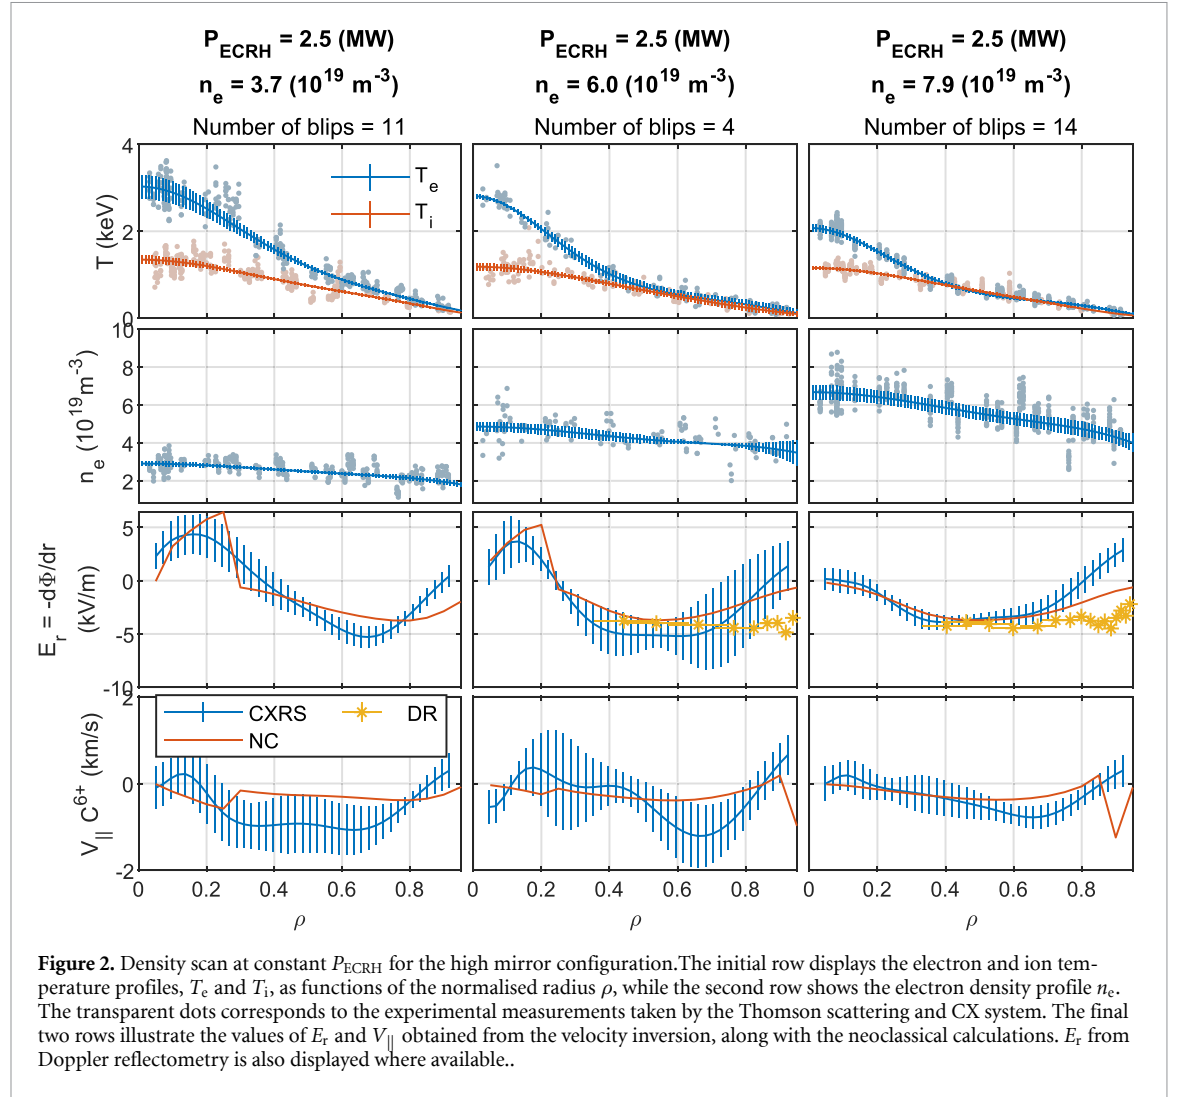 P_ECRH = 2.5 (MW) P_ECRH = 2.5 (MW) P_ECRH = 2.5 (MW)
n_e = 3.7 (10^19 m^-3) n_e = 6.0 (10^19 m^-3) n_e = 7.9 (10^19 m^-3)
Number of blips = 11 Number of blips = 4 Number of blips = 14
T (keV)
4
2
0
T_e
T_i
n_e (10^19 m^-3)
10
8
6
4
2
E_r = -dΦ/dr
(kV/m)
5
0
-5
-10
V_|| C^6+ (km/s)
2
0
-2
CXRS DR
NC
0 0.2 0.4 0.6 0.8 0 0.2 0.4 0.6 0.8 0 0.2 0.4 0.6 0.8
ρ ρ ρ
Figure 2. Density scan at constant P_ECRH for the high mirror configuration.The initial row displays the electron and ion tem-
perature profiles, T_e and T_i, as functions of the normalised radius ρ, while the second row shows the electron density profile n_e.
The transparent dots corresponds to the experimental measurements taken by the Thomson scattering and CX system. The final
two rows illustrate the values of E_r and V_|| obtained from the velocity inversion, along with the neoclassical calculations. E_r from
Doppler reflectometry is also displayed where available..